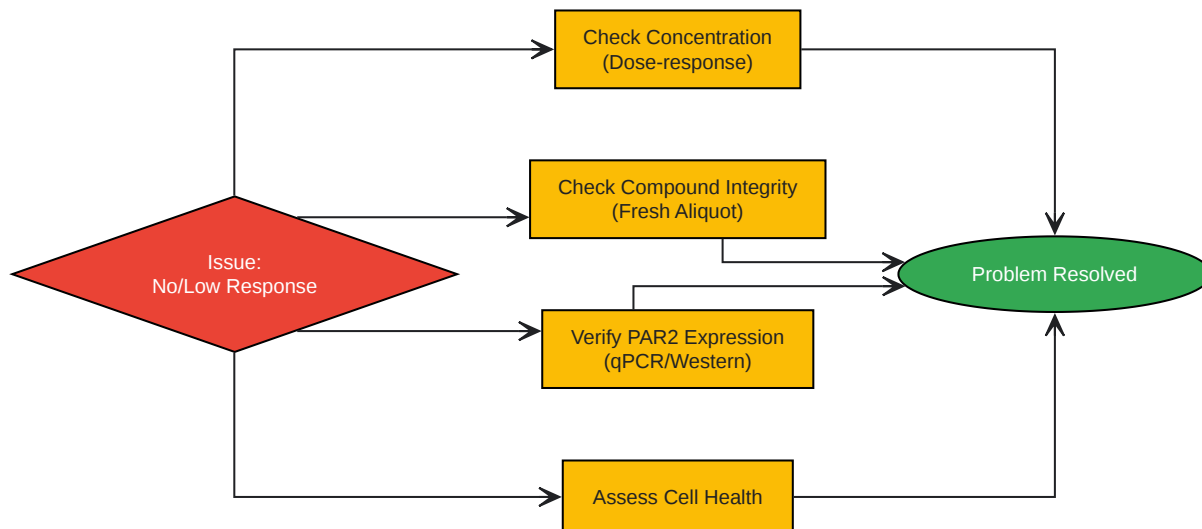 Check Concentration
(Dose-response)
Check Compound Integrity
(Fresh Aliquot)
Issue:
No/Low Response
Problem Resolved
Verify PAR2 Expression
(qPCR/Western)
Assess Cell Health